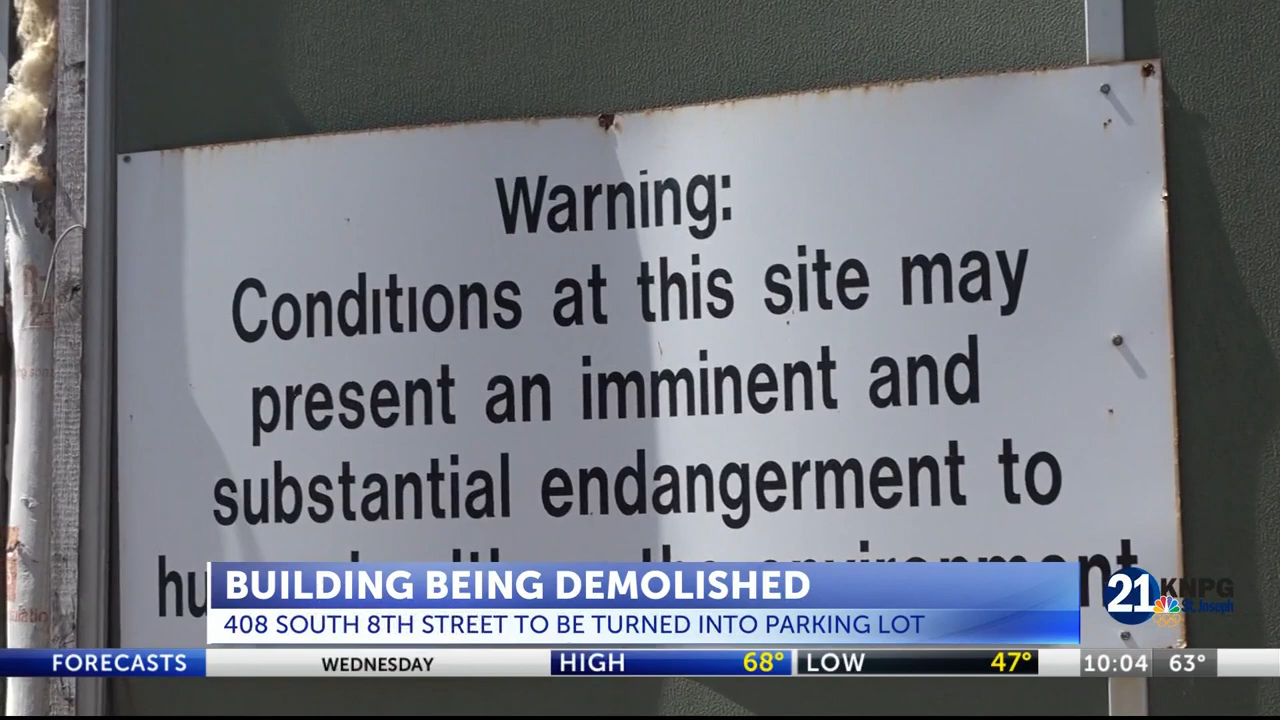 Warning:
Conditions at this site may
present an imminent and
substantial endangerment to
the environment
BUILDING BEING DEMOLISHED
408 SOUTH 8TH STREET TO BE TURNED INTO PARKING LOT
21 KNPG
St. Joseph
FORECASTS WEDNESDAY HIGH 68° LOW 47° 10:04 63°